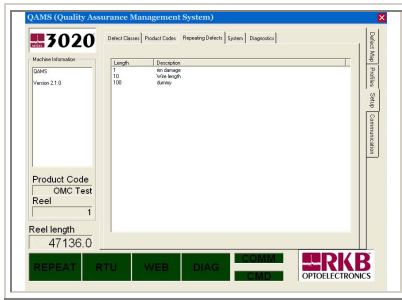 QAMS (Quality Assurance Management System)
3020
Defect Classes Product Codes Repeating Defects System Diagnostics
Machine Information
QAMS
Version 2.1.0
Length Description
1 rim damage
10 Wire length
100 dummy
Defect Map
Profiles
Setup
Communication
Product Code
OMC Test
Reel
1
Reel length
47136.0
REPEAT RTU WEB DIAG COMM CMD
RKB
OPTOELECTRONICS